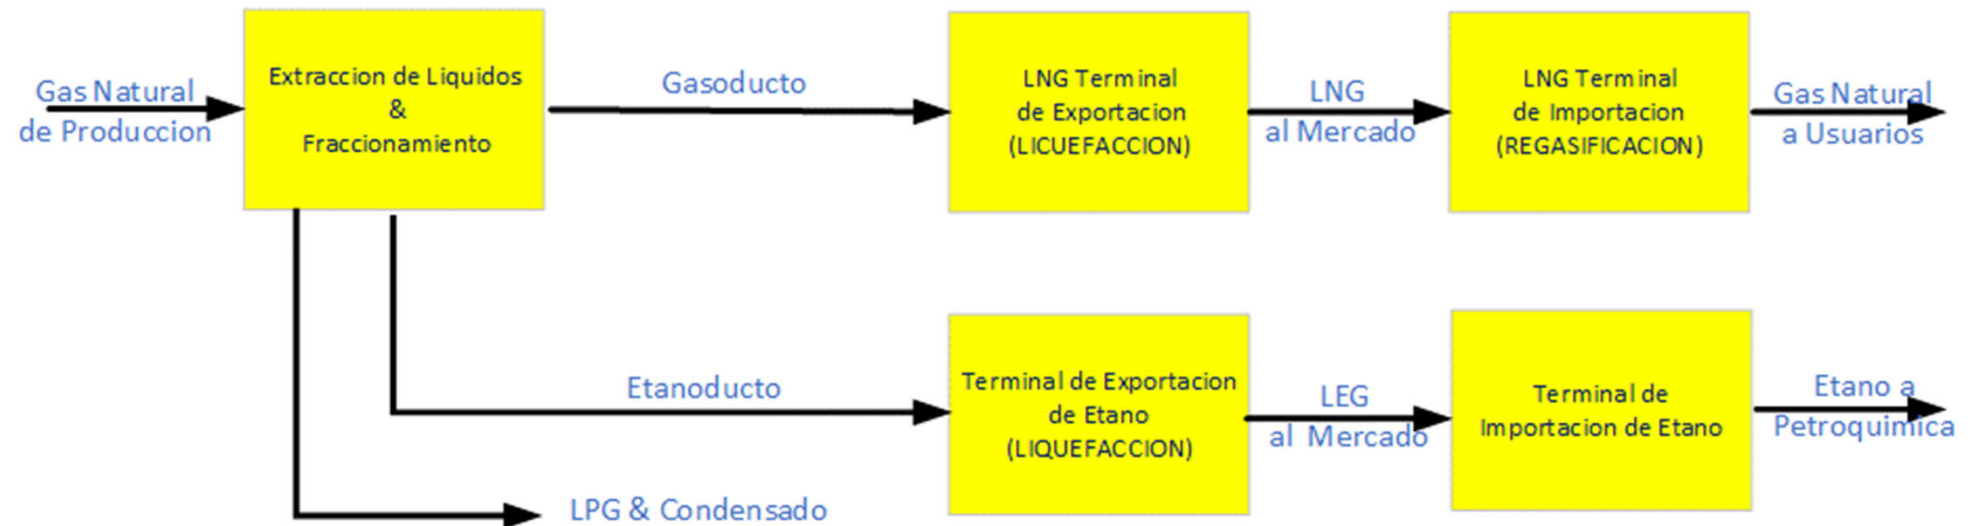 Gas Natural
de Produccion
Extraccion de Liquidos
&
Fraccionamiento
Gasoducto
LNG Terminal
de Exportacion
(LICUEFACCION)
LNG
al Mercado
LNG Terminal
de Importacion
(REGASIFICACION)
Gas Natural
a Usuarios
Etanoducto
Terminal de Exportacion
de Etano
(LIQUEFACCION)
LEG
al Mercado
Terminal de
Importacion de Etano
Etano a
Petroquimica
LPG & Condensado